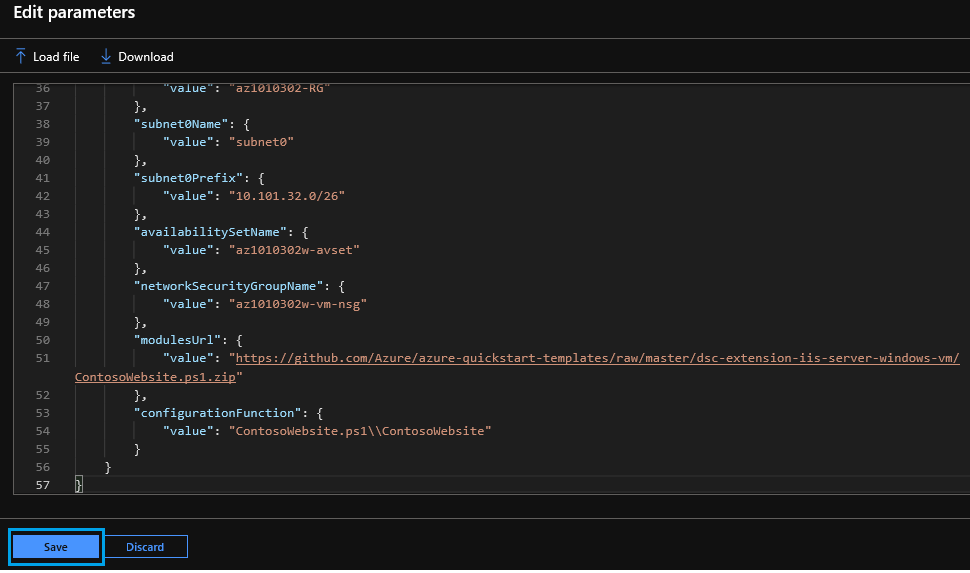 Edit parameters
Load file Download
36 "value": "az1010302-RG"
37 },
38 "subnet0Name": {
39 "value": "subnet0"
40 },
41 "subnet0Prefix": {
42 "value": "10.101.32.0/26"
43 },
44 "availabilitySetName": {
45 "value": "az1010302w-avset"
46 },
47 "networkSecurityGroupName": {
48 "value": "az1010302w-vm-nsg"
49 },
50 "modulesUrl": {
51 "value": "https://github.com/Azure/azure-quickstart-templates/raw/master/dsc-extension-iis-server-windows-vm/
ContosoWebsite.ps1.zip"
52 },
53 "configurationFunction": {
54 "value": "ContosoWebsite.ps1\\ContosoWebsite"
55 }
56 }
57 }
Save Discard